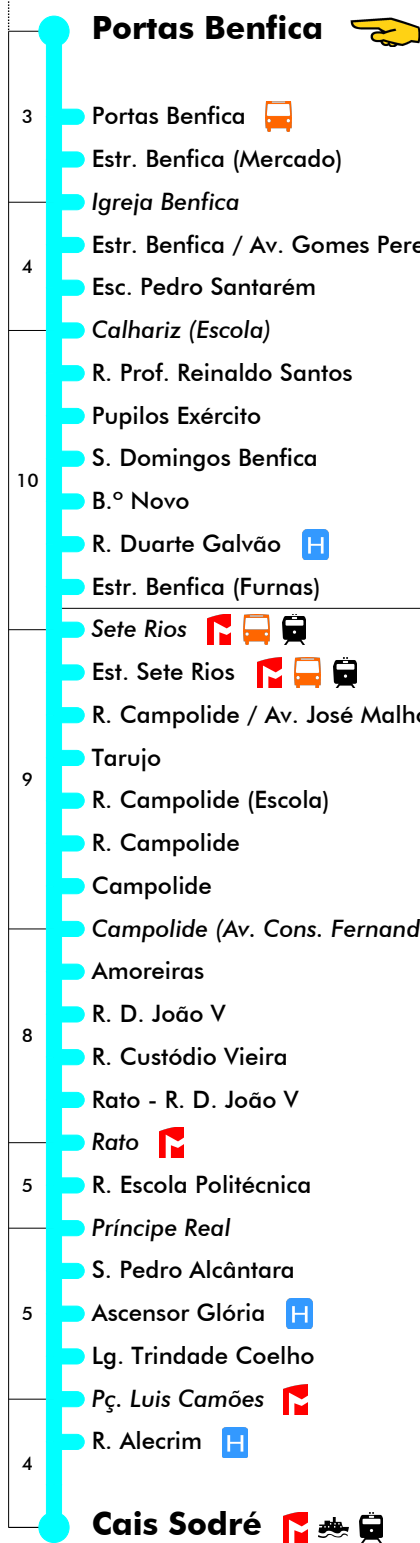 Portas Benfica
3
Portas Benfica
Estr. Benfica (Mercado)
Igreja Benfica
4
Estr. Benfica / Av. Gomes Pere
Esc. Pedro Santarém
Calhariz (Escola)
10
R. Prof. Reinaldo Santos
Pupilos Exército
S. Domingos Benfica
B.º Novo
R. Duarte Galvão H
Estr. Benfica (Furnas)
Sete Rios
9
Est. Sete Rios
R. Campolide / Av. José Malho
Tarujo
R. Campolide (Escola)
R. Campolide
Campolide
Campolide (Av. Cons. Fernand
8
Amoreiras
R. D. João V
R. Custódio Vieira
Rato - R. D. João V
Rato
5
R. Escola Politécnica
Príncipe Real
5
S. Pedro Alcântara
Ascensor Glória H
Lg. Trindade Coelho
Pç. Luis Camões
4
R. Alecrim H
Cais Sodré